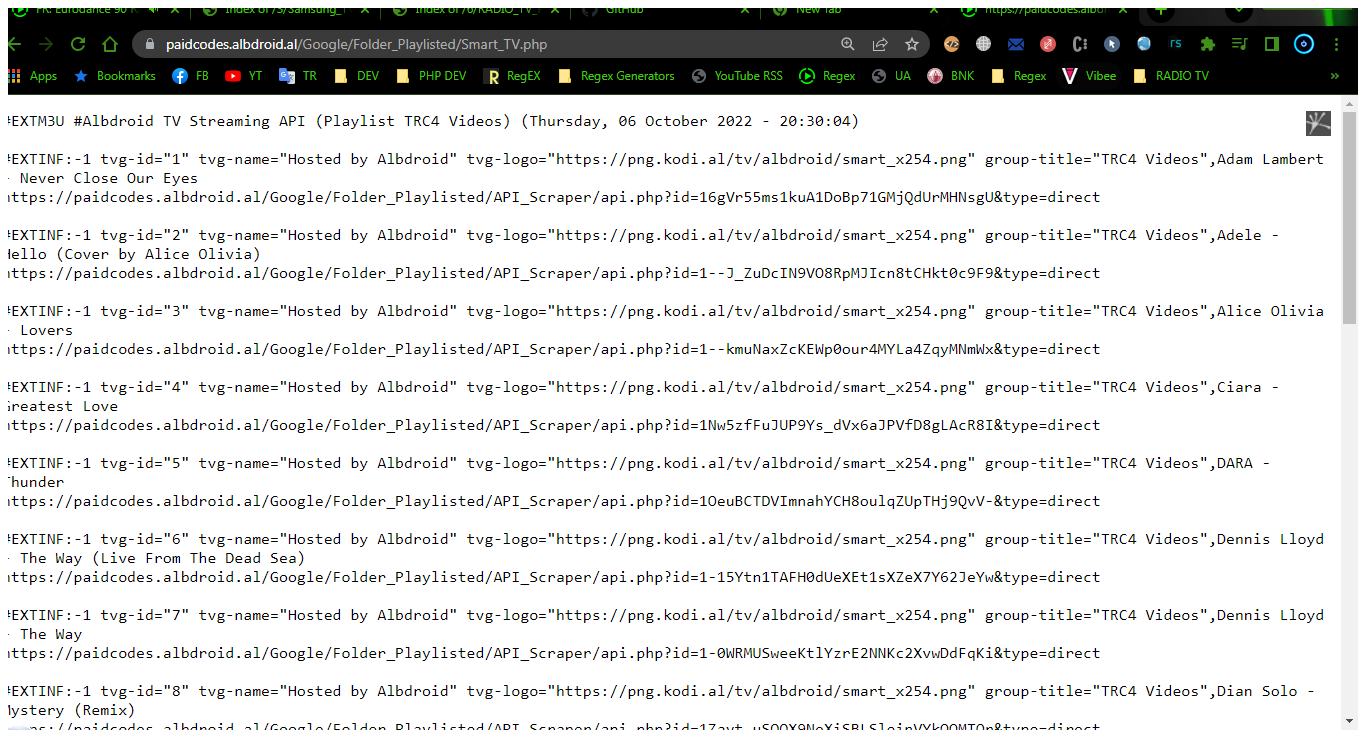 FR: Eurodance 90
Index of /S/Samsung_
Index of /0/RADIO_TV_
GitHub
New Tab
https://paidcodes.albdroid
paidcodes.albdroid.al/Google/Folder_Playlisted/Smart_TV.php
Apps Bookmarks FB YT TR DEV PHP DEV RegEX Regex Generators YouTube RSS Regex UA BNK Regex Vibee RADIO TV »
#EXTM3U #Albdroid TV Streaming API (Playlist TRC4 Videos) (Thursday, 06 October 2022 - 20:30:04)
#EXTINF:-1 tvg-id="1" tvg-name="Hosted by Albdroid" tvg-logo="https://png.kodi.al/tv/albdroid/smart_x254.png" group-title="TRC4 Videos",Adam Lambert
- Never Close Our Eyes
https://paidcodes.albdroid.al/Google/Folder_Playlisted/API_Scraper/api.php?id=16gVr55ms1kuA1DoBp71GMjQdUrMHNsgU&type=direct
#EXTINF:-1 tvg-id="2" tvg-name="Hosted by Albdroid" tvg-logo="https://png.kodi.al/tv/albdroid/smart_x254.png" group-title="TRC4 Videos",Adele -
Hello (Cover by Alice Olivia)
https://paidcodes.albdroid.al/Google/Folder_Playlisted/API_Scraper/api.php?id=1--J_ZuDcIN9VO8RpMJIcn8tCHkt0c9F9&type=direct
#EXTINF:-1 tvg-id="3" tvg-name="Hosted by Albdroid" tvg-logo="https://png.kodi.al/tv/albdroid/smart_x254.png" group-title="TRC4 Videos",Alice Olivia
- Lovers
https://paidcodes.albdroid.al/Google/Folder_Playlisted/API_Scraper/api.php?id=1--kmuNaxZcKEWp0our4MYLa4ZqyMNmWx&type=direct
#EXTINF:-1 tvg-id="4" tvg-name="Hosted by Albdroid" tvg-logo="https://png.kodi.al/tv/albdroid/smart_x254.png" group-title="TRC4 Videos",Ciara -
Greatest Love
https://paidcodes.albdroid.al/Google/Folder_Playlisted/API_Scraper/api.php?id=1Nw5zfFuJUP9Ys_dVx6aJPVfD8gLAcR8I&type=direct
#EXTINF:-1 tvg-id="5" tvg-name="Hosted by Albdroid" tvg-logo="https://png.kodi.al/tv/albdroid/smart_x254.png" group-title="TRC4 Videos",DARA -
Thunder
https://paidcodes.albdroid.al/Google/Folder_Playlisted/API_Scraper/api.php?id=1OeuBCTDVImnahYCH8oulqZUpTHj9QvV-&type=direct
#EXTINF:-1 tvg-id="6" tvg-name="Hosted by Albdroid" tvg-logo="https://png.kodi.al/tv/albdroid/smart_x254.png" group-title="TRC4 Videos",Dennis Lloyd
- The Way (Live From The Dead Sea)
https://paidcodes.albdroid.al/Google/Folder_Playlisted/API_Scraper/api.php?id=1-15Ytn1TAFH0dUeXEt1sXZeX7Y62JeYw&type=direct
#EXTINF:-1 tvg-id="7" tvg-name="Hosted by Albdroid" tvg-logo="https://png.kodi.al/tv/albdroid/smart_x254.png" group-title="TRC4 Videos",Dennis Lloyd
- The Way
https://paidcodes.albdroid.al/Google/Folder_Playlisted/API_Scraper/api.php?id=1-0WRMUSweeKtlYzrE2NNKc2XvwDdFqKi&type=direct
#EXTINF:-1 tvg-id="8" tvg-name="Hosted by Albdroid" tvg-logo="https://png.kodi.al/tv/albdroid/smart_x254.png" group-title="TRC4 Videos",Dian Solo -
Mystery (Remix)